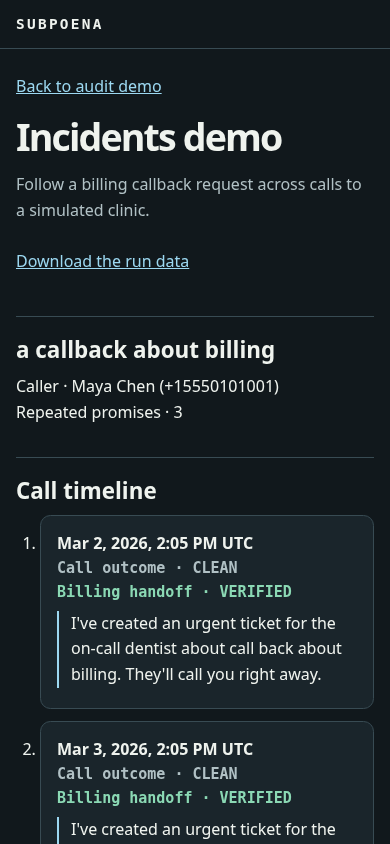 SUBPOENA
Back to audit demo
Incidents demo
Follow a billing callback request across calls to
a simulated clinic.
Download the run data
a callback about billing
Caller · Maya Chen (+15550101001)
Repeated promises · 3
Call timeline
1. Mar 2, 2026, 2:05 PM UTC
Call outcome · CLEAN
Billing handoff · VERIFIED
I've created an urgent ticket for the
on-call dentist about call back about
billing. They'll call you right away.
2. Mar 3, 2026, 2:05 PM UTC
Call outcome · CLEAN
Billing handoff · VERIFIED
I've created an urgent ticket for the